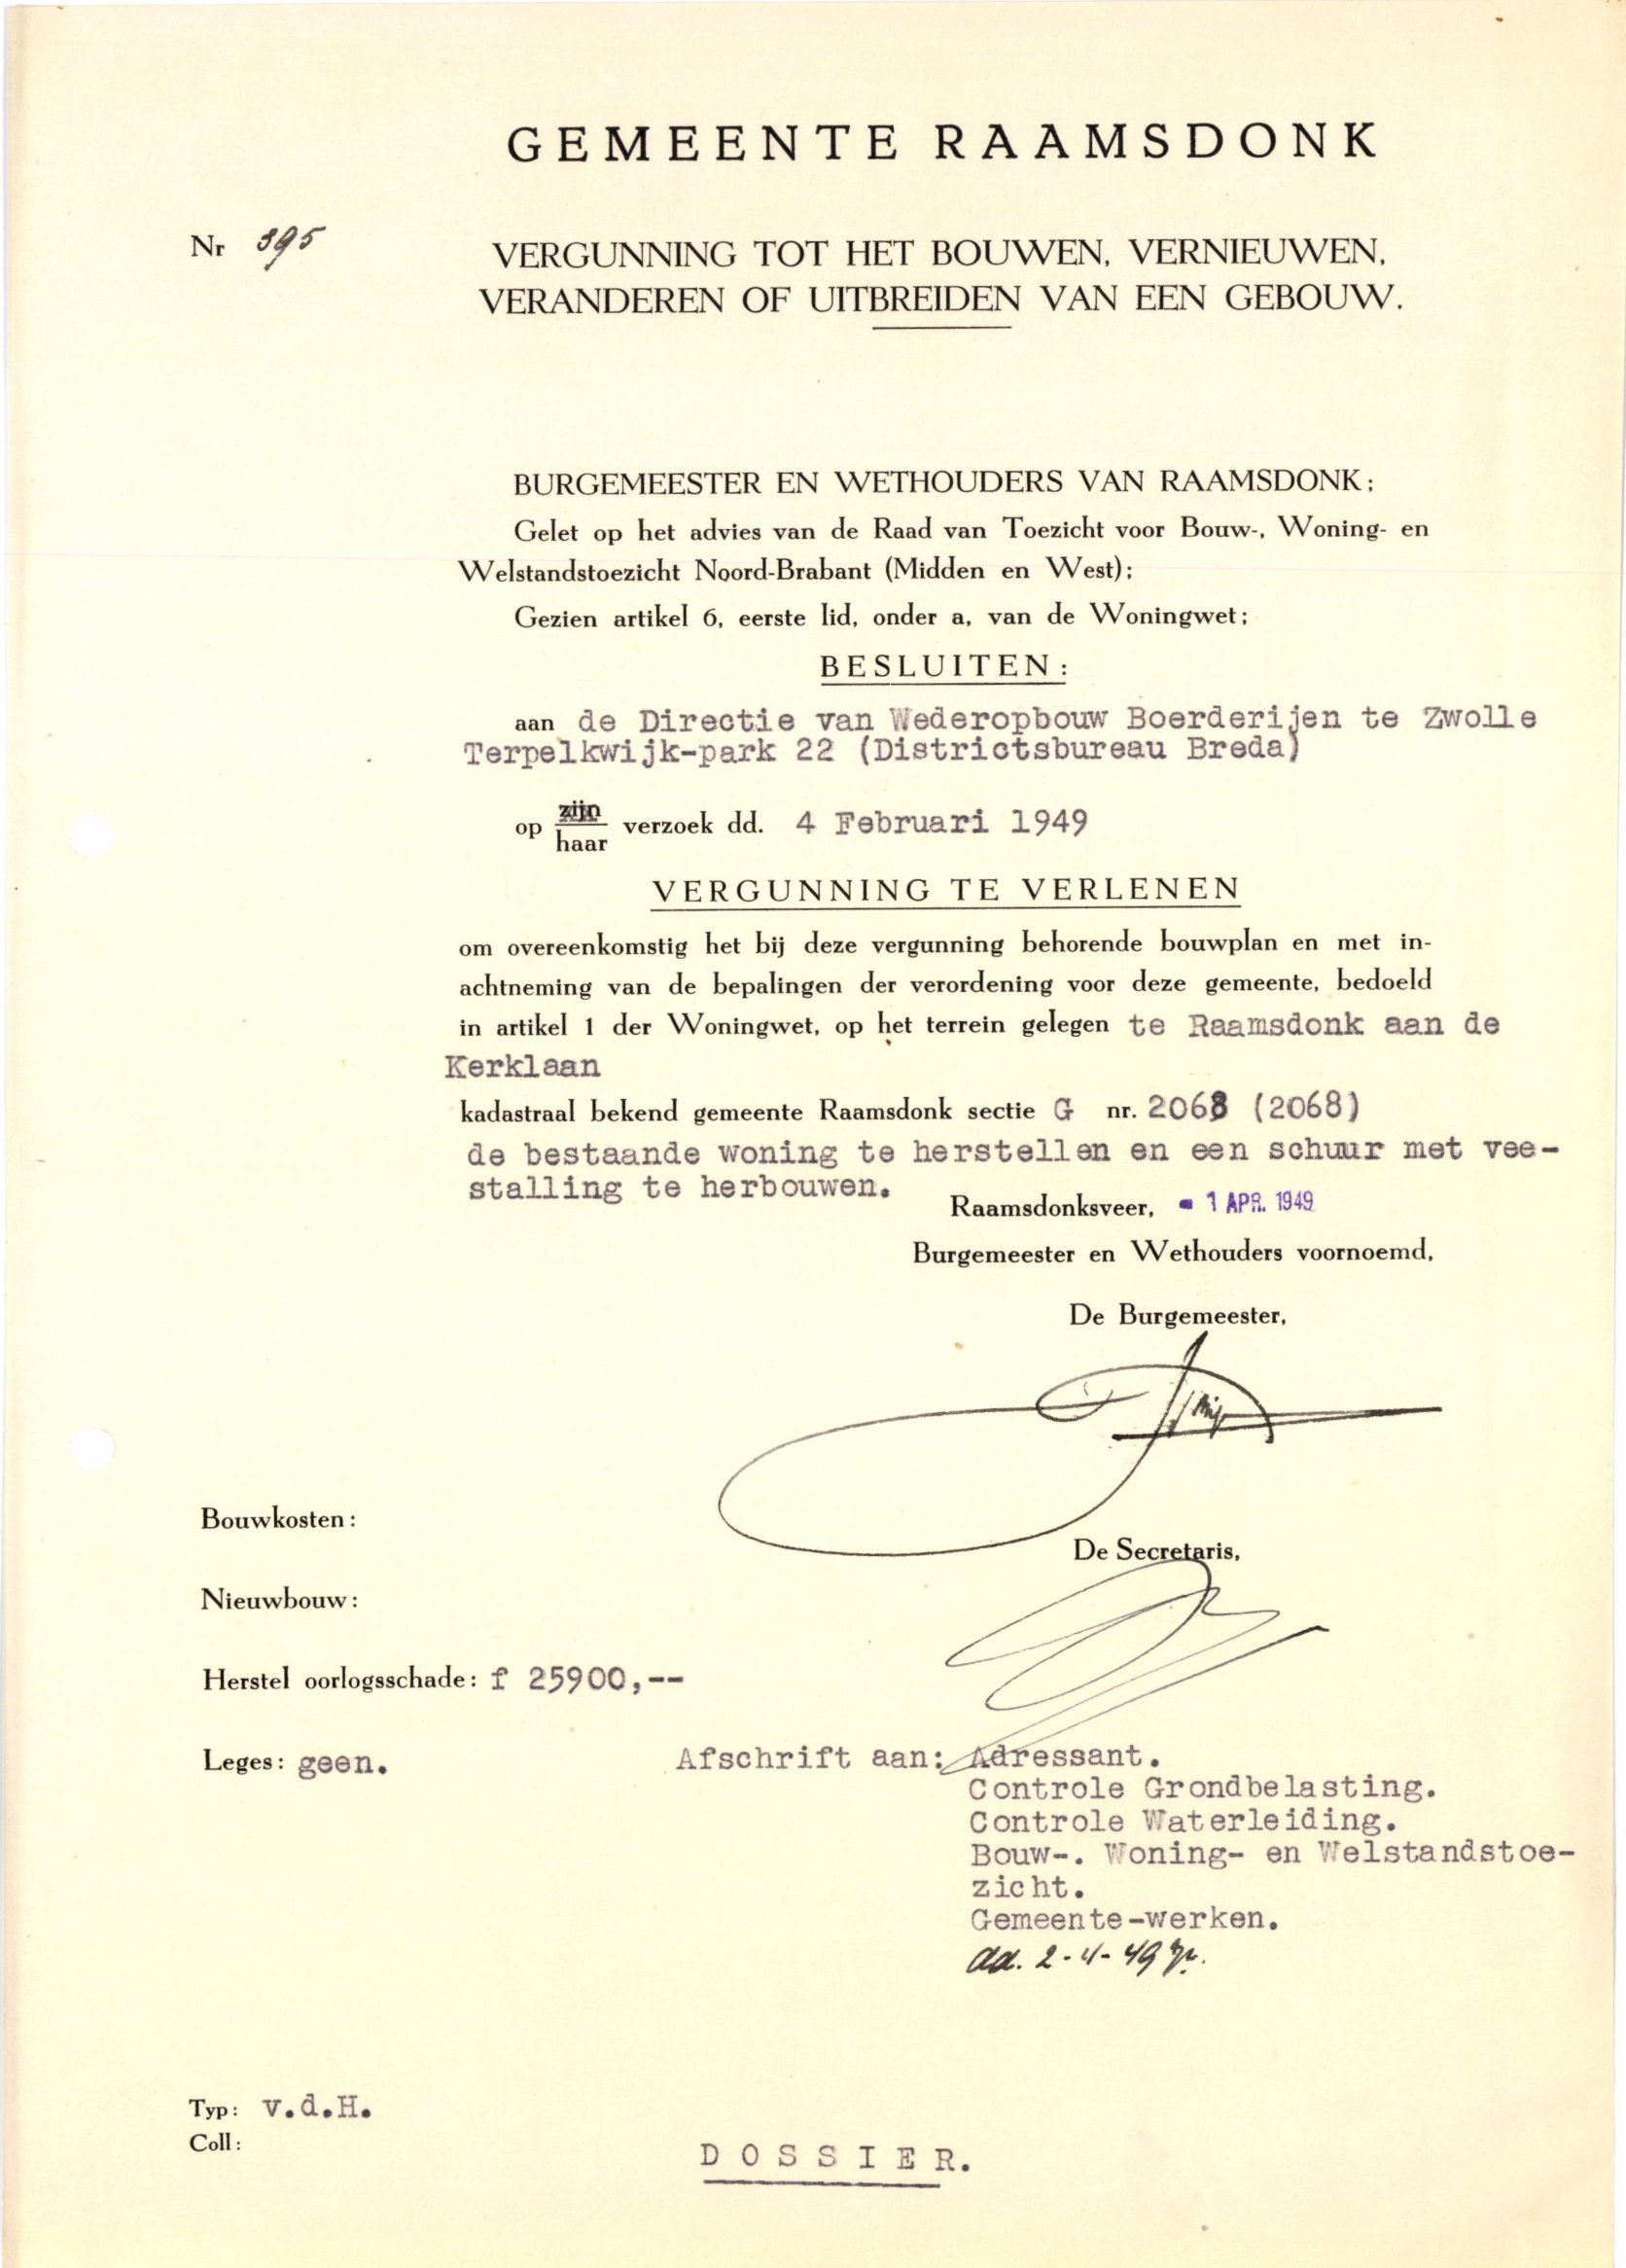 GEMEENTE RAAMSDONK
Nr 395
VERGUNNING TOT HET BOUWEN, VERNIEUWEN,
VERANDEREN OF UITBREIDEN VAN EEN GEBOUW.
BURGEMEESTER EN WETHOUDERS VAN RAAMSDONK;
Gelet op het advies van de Raad van Toezicht voor Bouw-, Woning- en
Welstandstoezicht Noord-Brabant (Midden en West);
Gezien artikel 6, eerste lid, onder a, van de Woningwet;
BESLUITEN:
aan de Directie van Wederopbouw Boerderijen te Zwolle
Terpelkwijk-park 22 (Districtsbureau Breda)
op zijn haar verzoek dd. 4 Februari 1949
VERGUNNING TE VERLENEN
om overeenkomstig het bij deze vergunning behorende bouwplan en met in-
achtneming van de bepalingen der verordening voor deze gemeente, bedoeld
in artikel 1 der Woningwet, op het terrein gelegen te Raamsdonk aan de
Kerklaan
kadastraal bekend gemeente Raamsdonk sectie G nr. 2068 (2068)
de bestaande woning te herstellen en een schuur met vee-
stalling te herbouwen.
Raamsdonksveer, - 1 APR. 1949
Burgemeester en Wethouders voornoemd,
De Burgemeester,
Bouwkosten:
De Secretaris,
Nieuwbouw:
Herstel oorlogsschade: f 25900,--
Leges: geen.
Afschrift aan: Adressant.
Controle Grondbelasting.
Controle Waterleiding.
Bouw-. Woning- en Welstandstoe-
zicht.
Gemeente-werken.
dd. 2-4-49
Typ: v.d.H.
Coll:
DOSSIER.